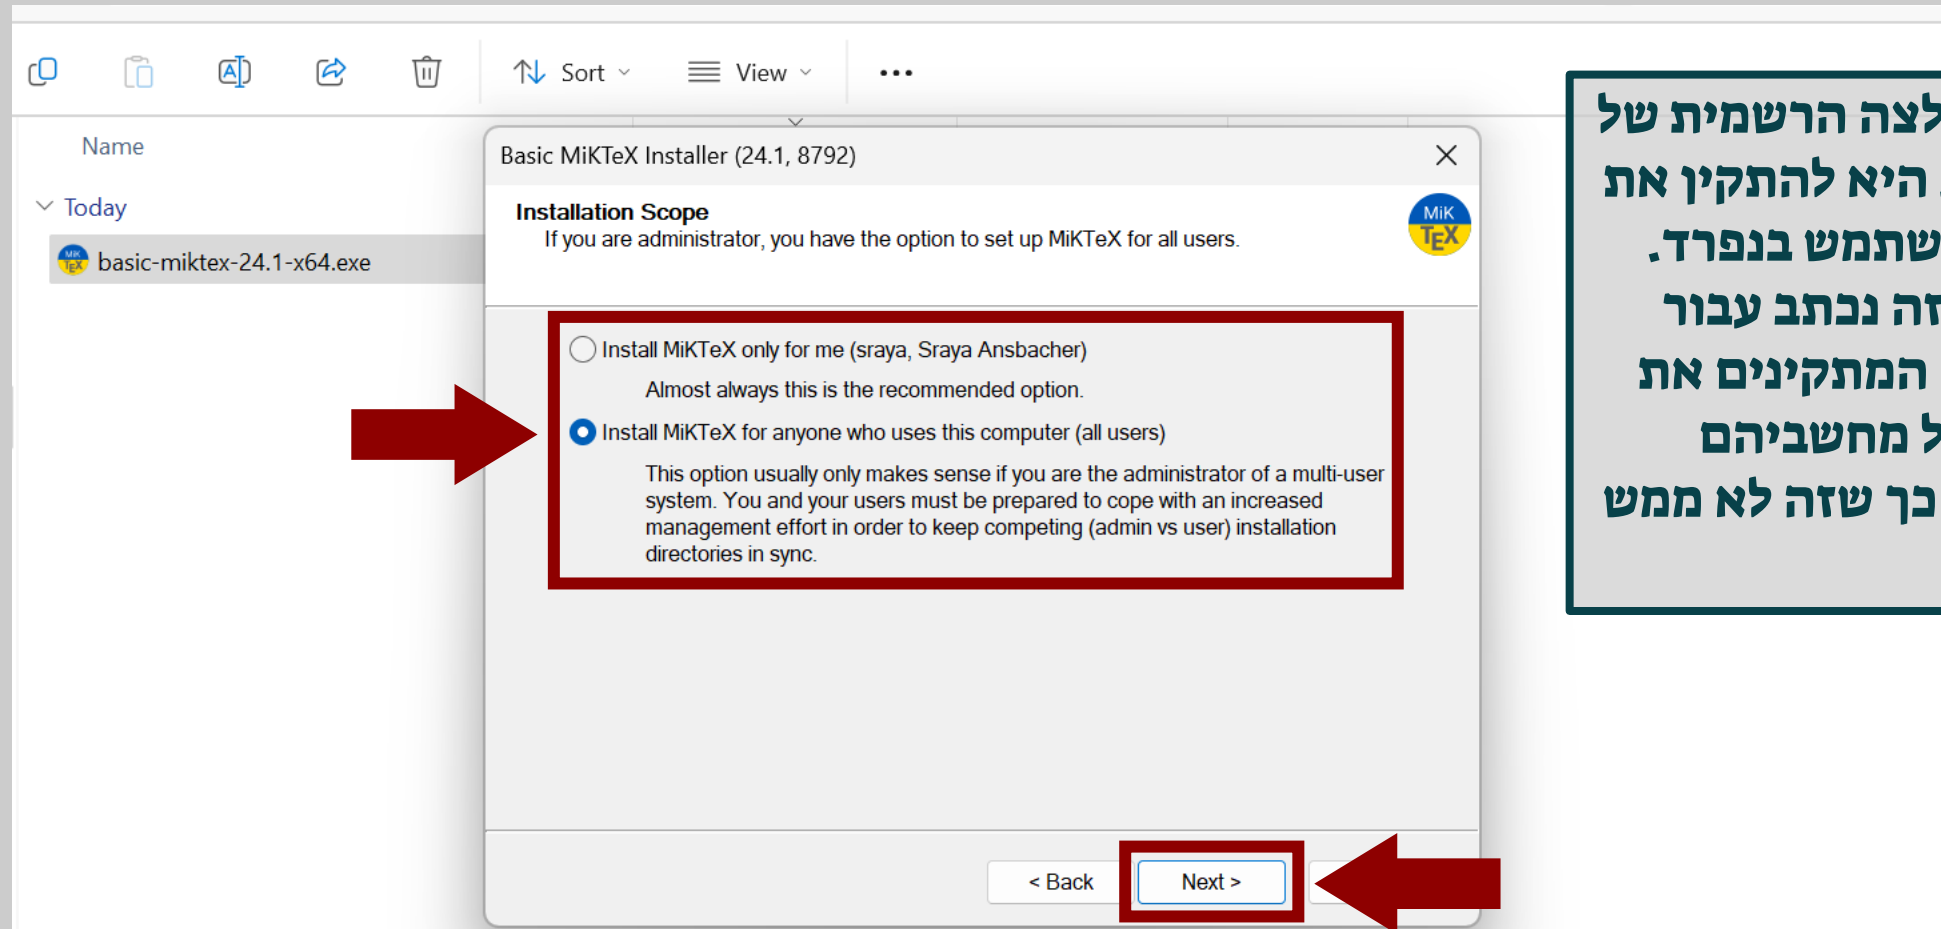 Sort
View
Name
Today
basic-miktex-24.1-x64.exe
Basic MiKTeX Installer (24.1, 8792)
Installation Scope
If you are administrator, you have the option to set up MiKTeX for all users.
MiK
TEX
Install MiKTeX only for me (sraya, Sraya Ansbacher)
Almost always this is the recommended option.
Install MiKTeX for anyone who uses this computer (all users)
This option usually only makes sense if you are the administrator of a multi-user
system. You and your users must be prepared to cope with an increased
management effort in order to keep competing (admin vs user) installation
directories in sync.
< Back
Next >
הרשמית של
היא להתקין את
בנפרד.
נכתב עבור
המתקינים את
מחשביהם
כך שזה לא ממש